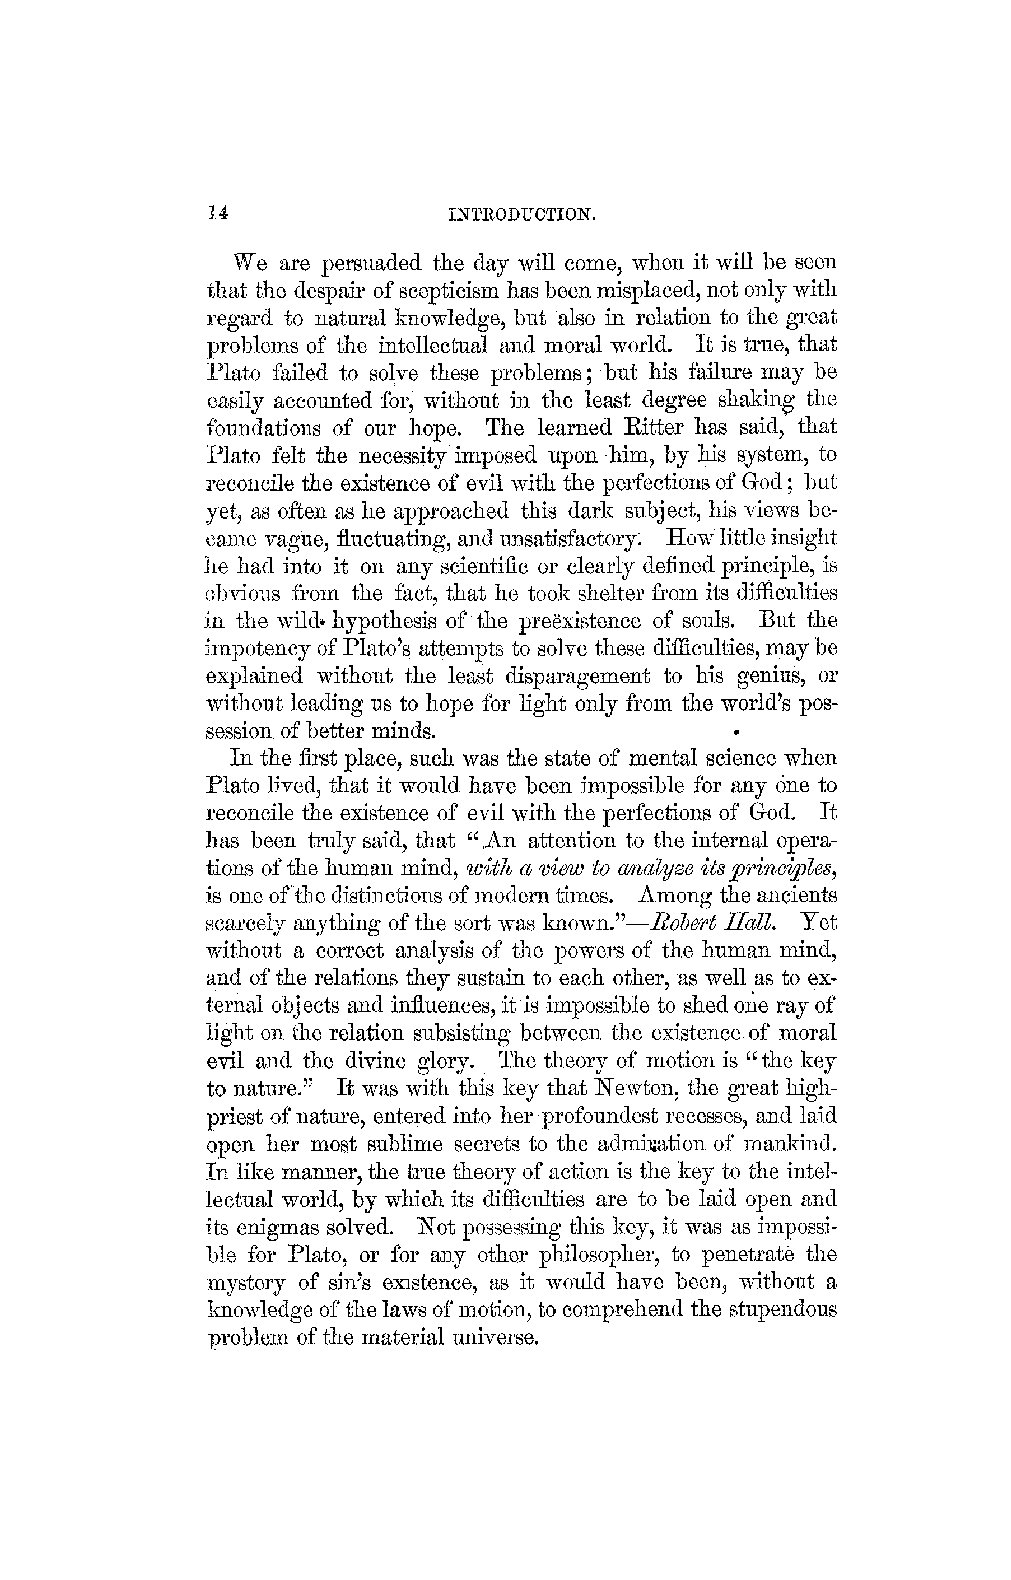 14 INTRODUCTION.
We are persuaded the day will come, when it will be seen
that the despair of scepticism has been misplaced, not only with
regard to natural knowledge, but also in relation to the great
problems of the intellectual and moral world. It is true, that
Plato failed to solve these problems; but his failure may be
easily accounted for, without in the least degree shaking the
foundations of our hope. The learned Ritter has said, that
Plato felt the necessity imposed upon him, by his system, to
reconcile the existence of evil with the perfections of God; but
yet, as often as he approached this dark subject, his views be-
came vague, fluctuating, and unsatisfactory. How little insight
he had into it on any scientific or clearly defined principle, is
obvious from the fact, that he took shelter from its difficulties
in the wild hypothesis of the preëxistence of souls. But the
impotency of Plato's attempts to solve these difficulties, may be
explained without the least disparagement to his genius, or
without leading us to hope for light only from the world's pos-
session of better minds.
In the first place, such was the state of mental science when
Plato lived, that it would have been impossible for any one to
reconcile the existence of evil with the perfections of God. It
has been truly said, that "An attention to the internal opera-
tions of the human mind, with a view to analyze its principles,
is one of the distinctions of modern times. Among the ancients
scarcely anything of the sort was known."—Robert Hall. Yet
without a correct analysis of the powers of the human mind,
and of the relations they sustain to each other, as well as to ex-
ternal objects and influences, it is impossible to shed one ray of
light on the relation subsisting between the existence of moral
evil and the divine glory. The theory of motion is "the key
to nature." It was with this key that Newton, the great high-
priest of nature, entered into her profoundest recesses, and laid
open her most sublime secrets to the admiration of mankind.
In like manner, the true theory of action is the key to the intel-
lectual world, by which its difficulties are to be laid open and
its enigmas solved. Not possessing this key, it was as impossi-
ble for Plato, or for any other philosopher, to penetrate the
mystery of sin's existence, as it would have been, without a
knowledge of the laws of motion, to comprehend the stupendous
problem of the material universe.